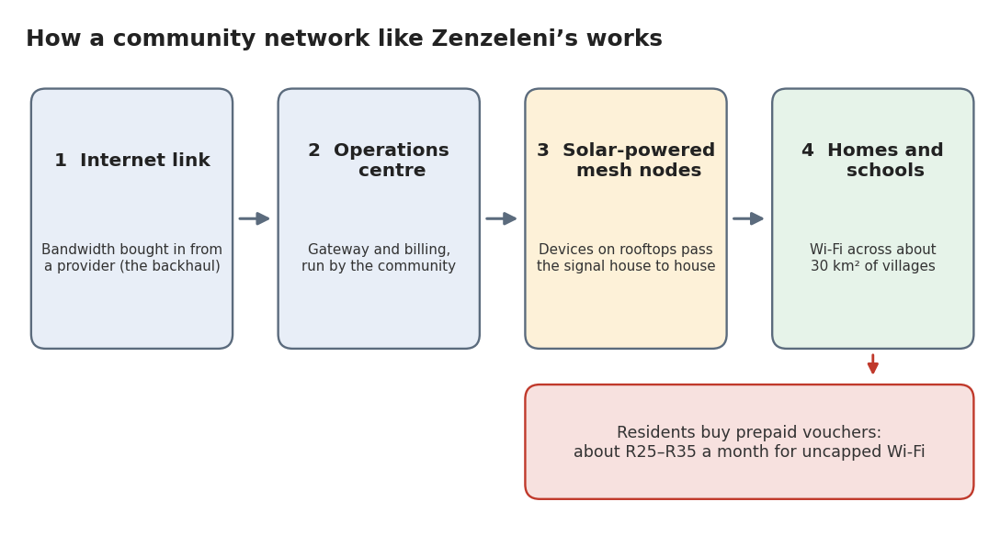 How a community network like Zenzeleni’s works
1 Internet link
Bandwidth bought in from
a provider (the backhaul)
2 Operations
centre
Gateway and billing,
run by the community
3 Solar-powered
mesh nodes
Devices on rooftops pass
the signal house to house
4 Homes and
schools
Wi-Fi across about
30 km² of villages
Residents buy prepaid vouchers:
about R25–R35 a month for uncapped Wi-Fi